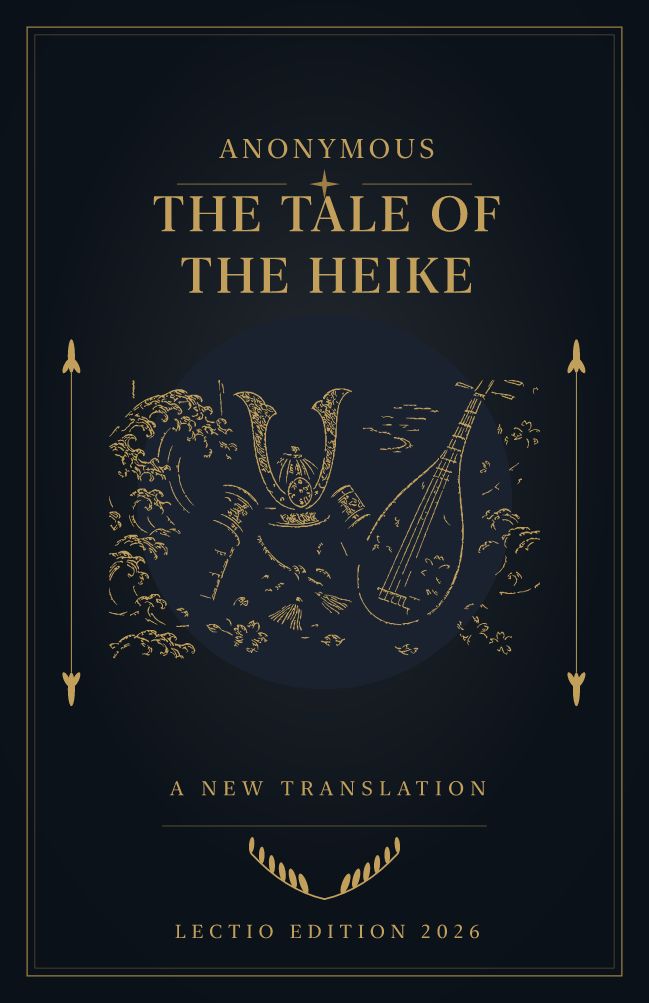 ANONYMOUS
THE TALE OF
THE HEIKE
A NEW TRANSLATION
LECTIO EDITION 2026